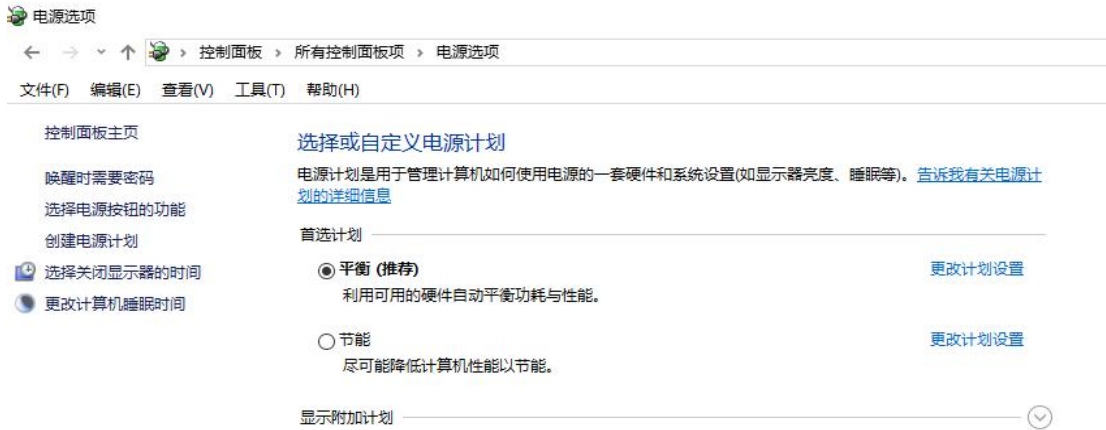 电源选项
控制面板 › 所有控制面板项 › 电源选项
文件(F) 编辑(E) 查看(V) 工具(T) 帮助(H)
控制面板主页
唤醒时需要密码
选择电源按钮的功能
创建电源计划
选择关闭显示器的时间
更改计算机睡眠时间
选择或自定义电源计划
电源计划是用于管理计算机如何使用电源的一套硬件和系统设置(如显示器亮度、睡眠等)。告诉我有关电源计
划的详细信息
首选计划
平衡 (推荐) 更改计划设置
利用可用的硬件自动平衡功耗与性能。
节能 更改计划设置
尽可能降低计算机性能以节能。
显示附加计划